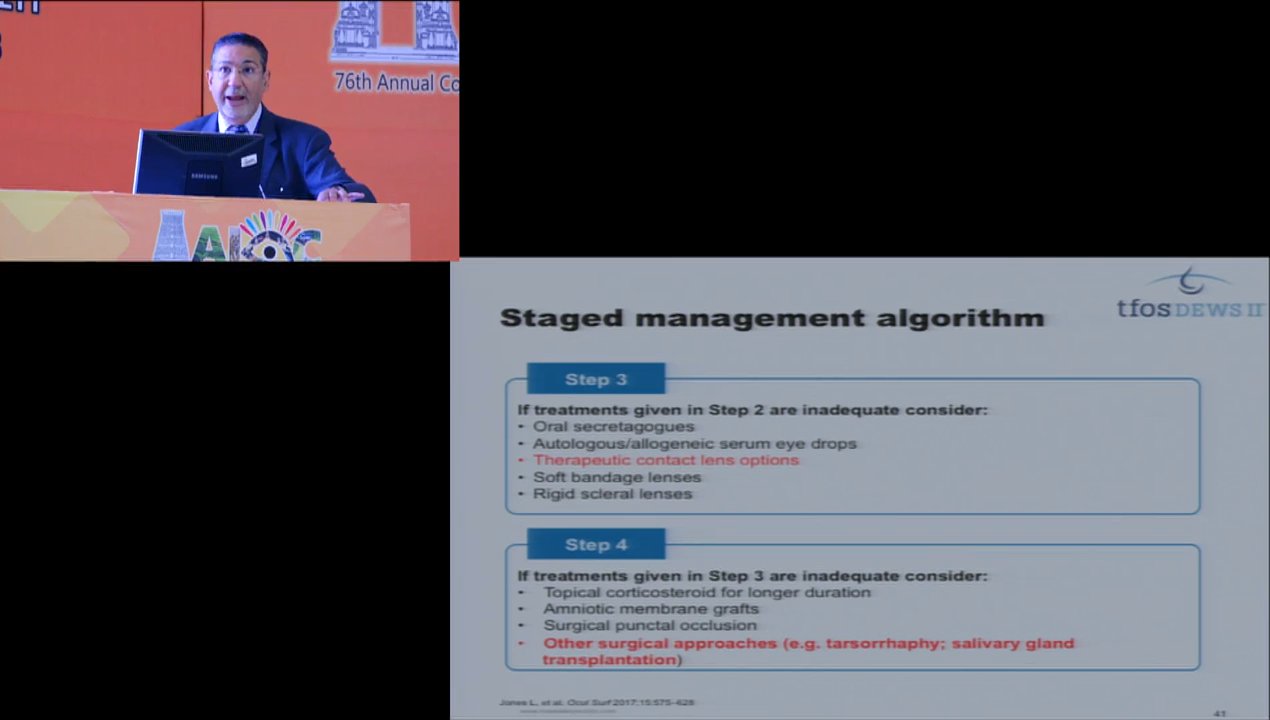 76th Annual Co
SAMSUNG
AIOC
tfos DEWS II
Staged management algorithm
Step 3
If treatments given in Step 2 are inadequate consider:
• Oral secretagogues
• Autologous/allogeneic serum eye drops
• Therapeutic contact lens options
• Soft bandage lenses
• Rigid scleral lenses
Step 4
If treatments given in Step 3 are inadequate consider:
• Topical corticosteroid for longer duration
• Amniotic membrane grafts
• Surgical punctal occlusion
• Other surgical approaches (e.g. tarsorrhaphy; salivary gland
transplantation)
Jones L, et al. Ocul Surf 2017;15:575–628
41